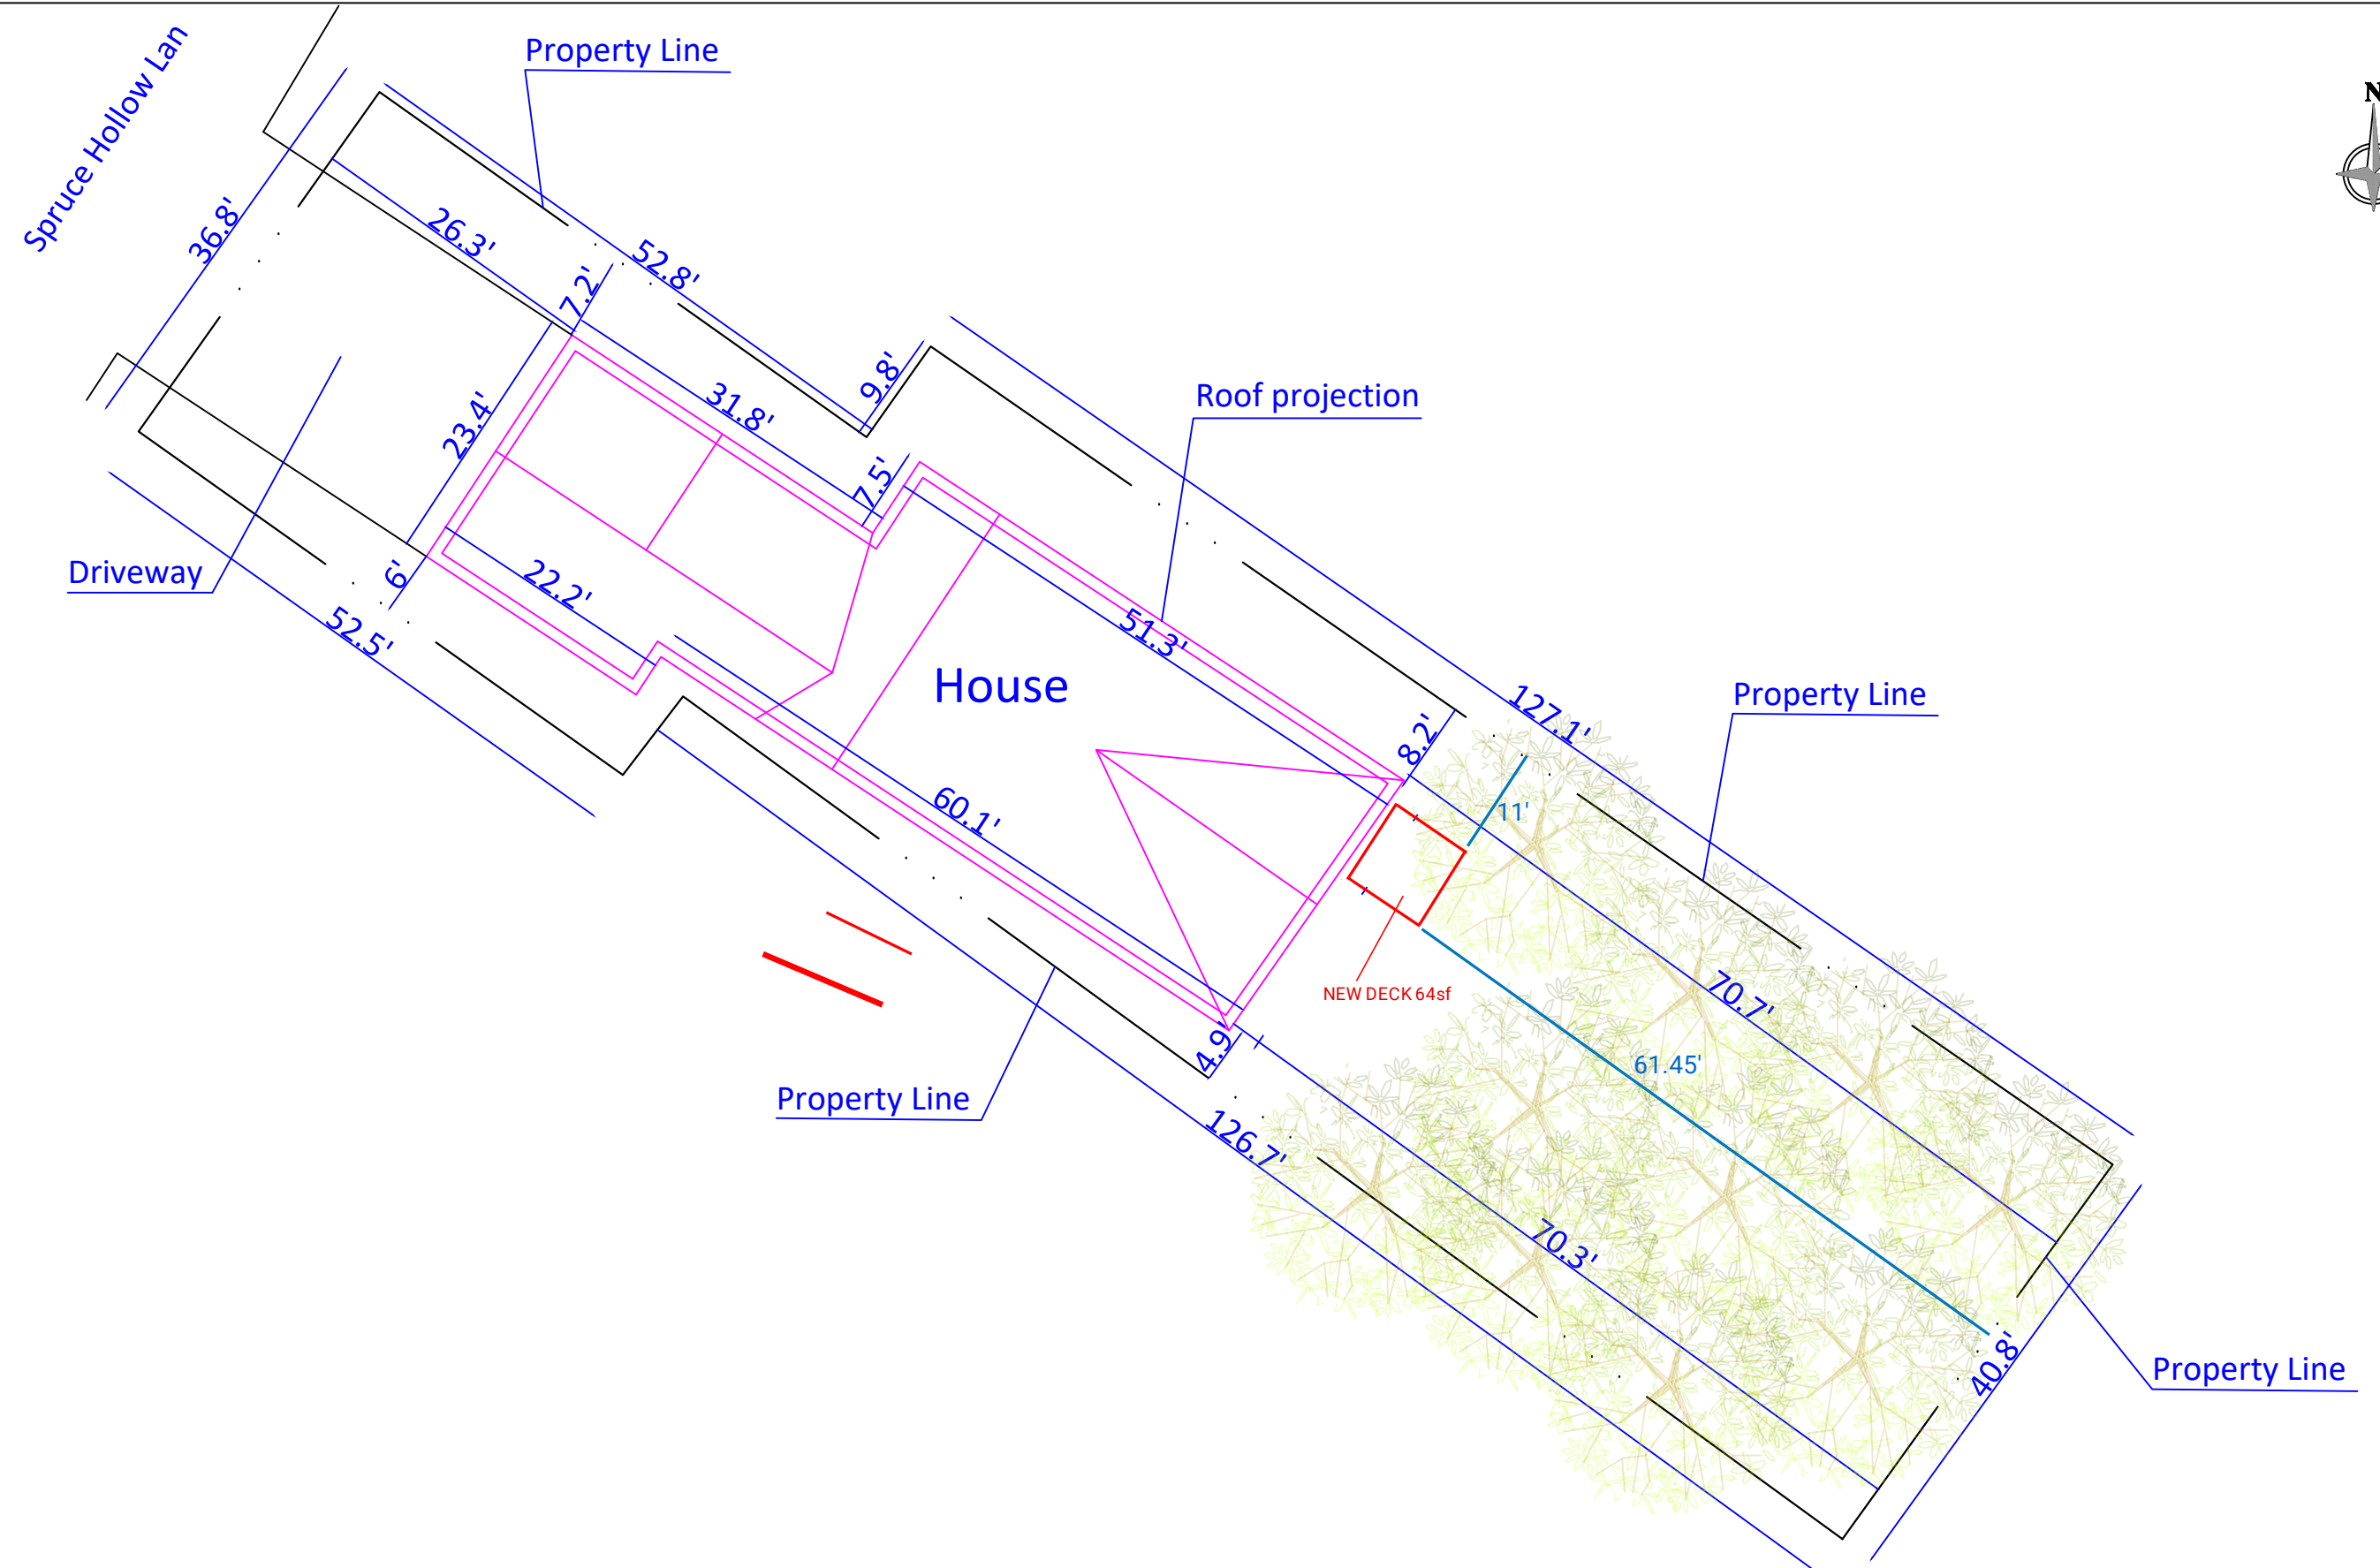 Spruce Hollow Lan
Property Line
N
36.8'
26.3'
52.8'
7.2'
9.8'
31.8'
23.4'
7.5'
Roof projection
Driveway
6'
22.2'
52.5'
51.3'
House
8.2'
127.1'
Property Line
11'
60.1'
NEW DECK 64sf
70.7'
4.9'
61.45'
Property Line
126.7'
70.3'
40.8'
Property Line